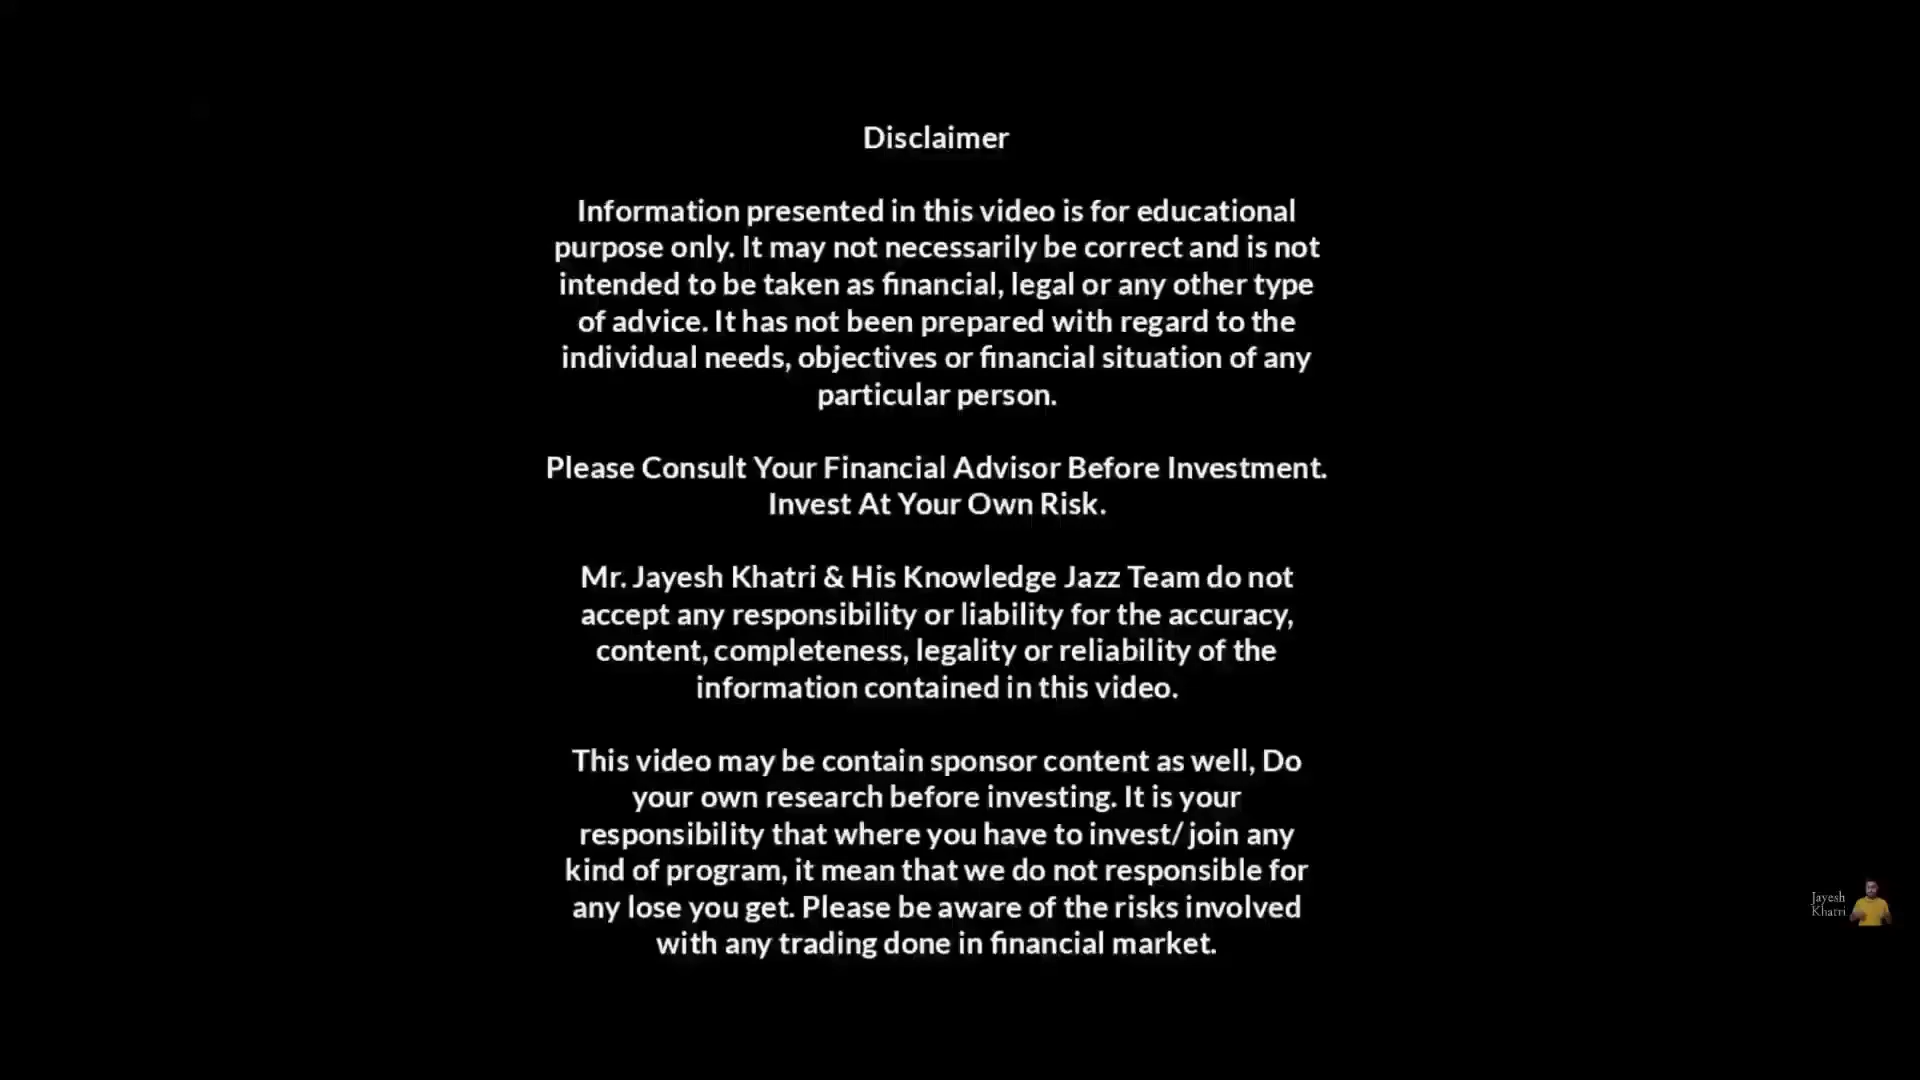 Disclaimer
Information presented in this video is for educational
purpose only. It may not necessarily be correct and is not
intended to be taken as financial, legal or any other type
of advice. It has not been prepared with regard to the
individual needs, objectives or financial situation of any
particular person.
Please Consult Your Financial Advisor Before Investment.
Invest At Your Own Risk.
Mr. Jayesh Khatri & His Knowledge Jazz Team do not
accept any responsibility or liability for the accuracy,
content, completeness, legality or reliability of the
information contained in this video.
This video may be contain sponsor content as well, Do
your own research before investing. It is your
responsibility that where you have to invest/ join any
kind of program, it mean that we do not responsible for
any lose you get. Please be aware of the risks involved
with any trading done in financial market.
Jayesh
Khatri